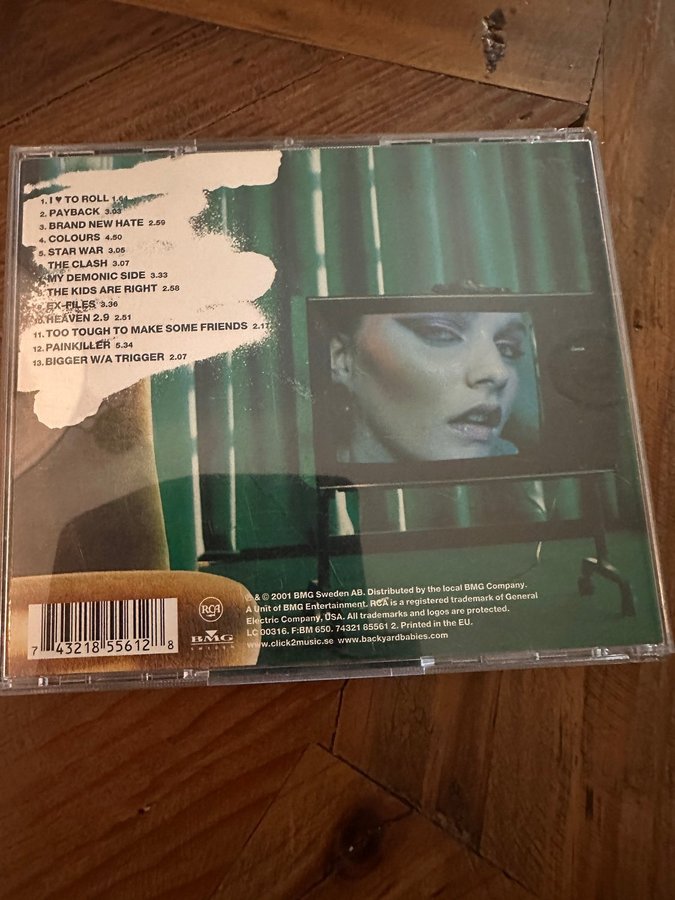 1. I ♥ TO ROLL 1.61
2. PAYBACK 3.03
3. BRAND NEW HATE 2.59
4. COLOURS 4.50
5. STAR WAR 3.05
THE CLASH 3.07
MY DEMONIC SIDE 3.33
THE KIDS ARE RIGHT 2.58
EX-FILES 3.36
10. HEAVEN 2.9 2.51
11. TOO TOUGH TO MAKE SOME FRIENDS 2.17
12. PAINKILLER 5.34
13. BIGGER W/A TRIGGER 2.07
℗ & © 2001 BMG Sweden AB. Distributed by the local BMG Company.
A Unit of BMG Entertainment. RCA is a registered trademark of General
Electric Company, USA. All trademarks and logos are protected.
LC 00316. F:BM 650. 74321 85561 2. Printed in the EU.
www.click2music.se www.backyardbabies.com
RCA
BMG
SWEDEN
7 43218 55612 8